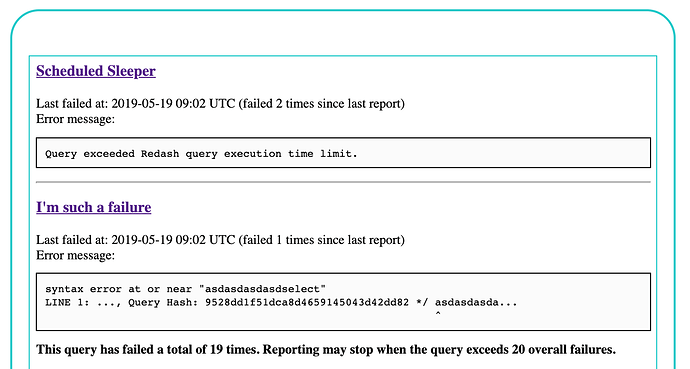 Scheduled Sleeper
Last failed at: 2019-05-19 09:02 UTC (failed 2 times since last report)
Error message:
Query exceeded Redash query execution time limit.
I'm such a failure
Last failed at: 2019-05-19 09:02 UTC (failed 1 times since last report)
Error message:
syntax error at or near "asdasdasdasdselect"
LINE 1: ..., Query Hash: 9528dd1f51dca8d4659145043d42dd82 */ asdasdasda...
^
This query has failed a total of 19 times. Reporting may stop when the query exceeds 20 overall failures.